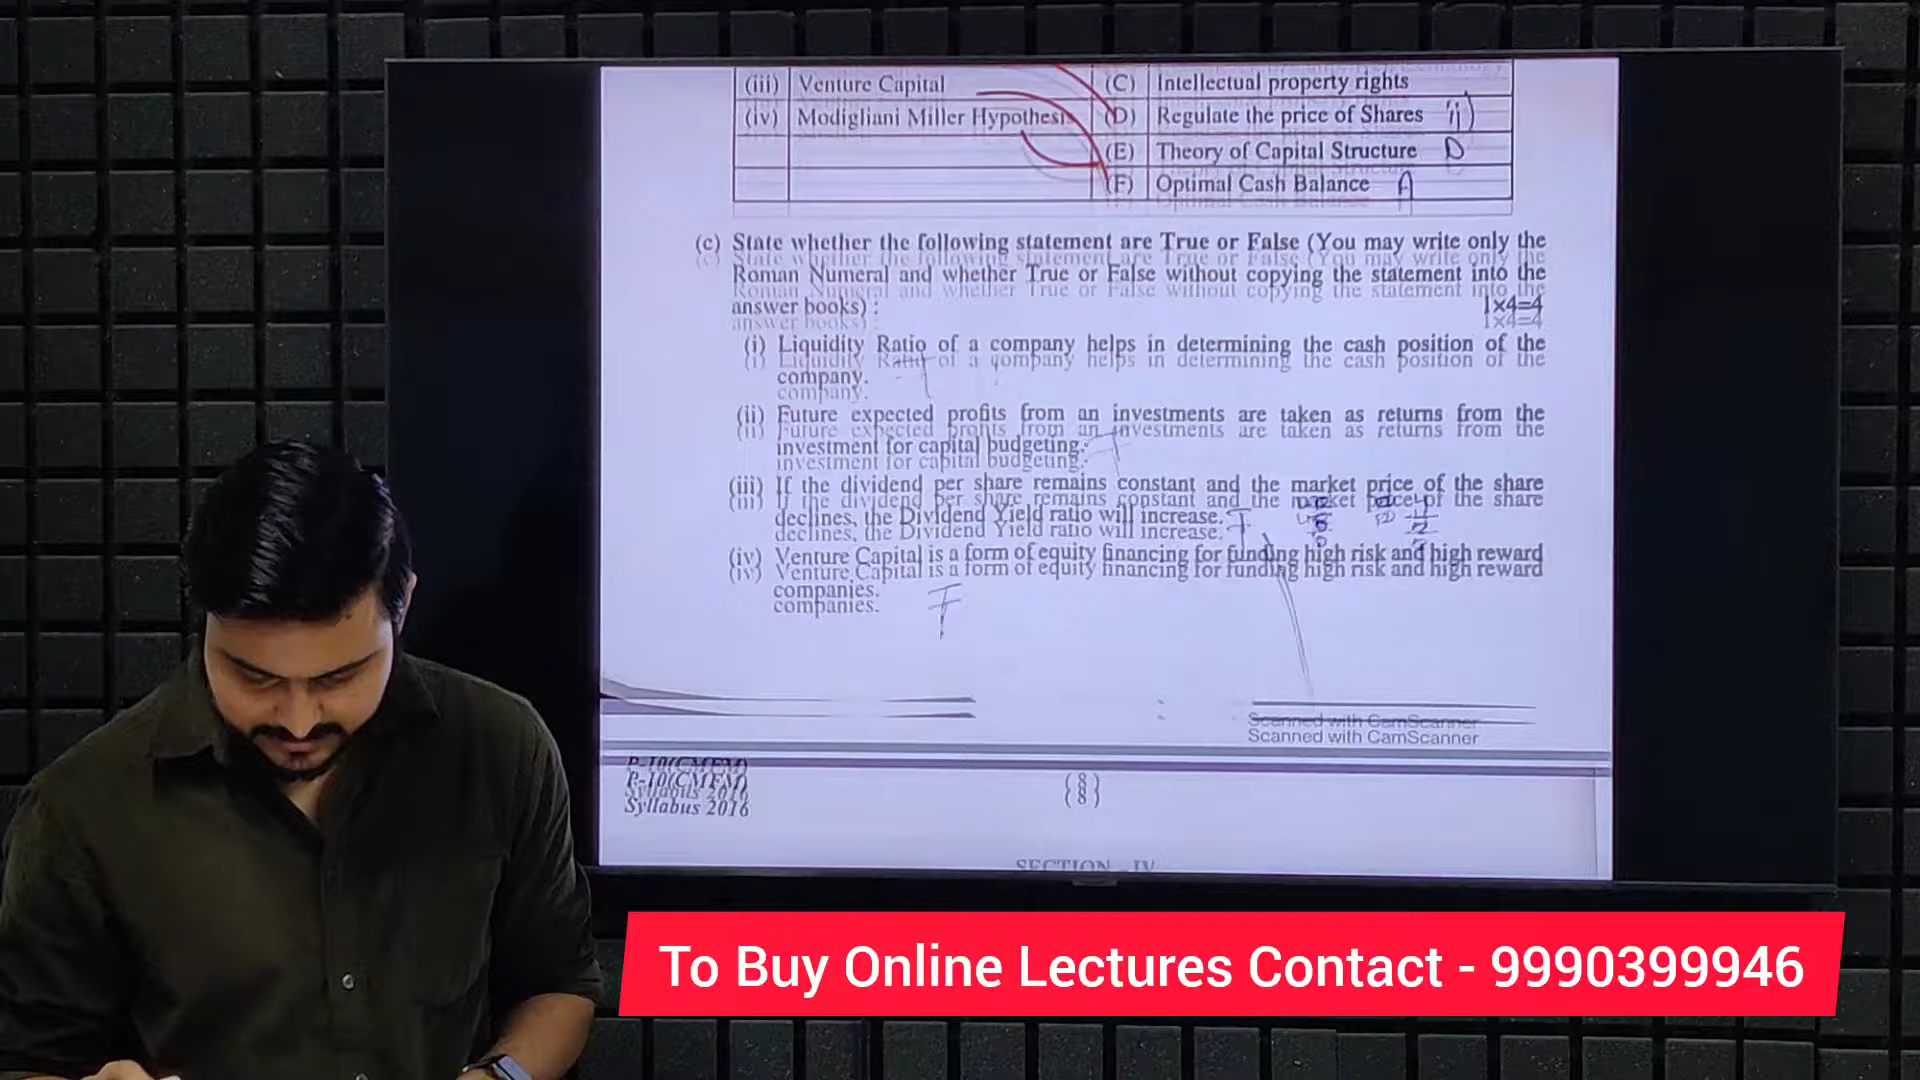 (iii) Venture Capital (C) Intellectual property rights
(iv) Modigliani Miller Hypothesis (D) Regulate the price of Shares ii)
(E) Theory of Capital Structure D
(F) Optimal Cash Balance A
(c) State whether the following statement are True or False (You may write only the
Roman Numeral and whether True or False without copying the statement into the
answer books) : 1×4=4
(i) Liquidity Ratio of a company helps in determining the cash position of the
company.
(ii) Future expected profits from an investments are taken as returns from the
investment for capital budgeting.
(iii) If the dividend per share remains constant and the market price of the share
declines, the Dividend Yield ratio will increase. T
(iv) Venture Capital is a form of equity financing for funding high risk and high reward
companies.
Scanned with CamScanner
P-10(CMFM) (8)
Syllabus 2016
SECTION - IV
To Buy Online Lectures Contact - 9990399946